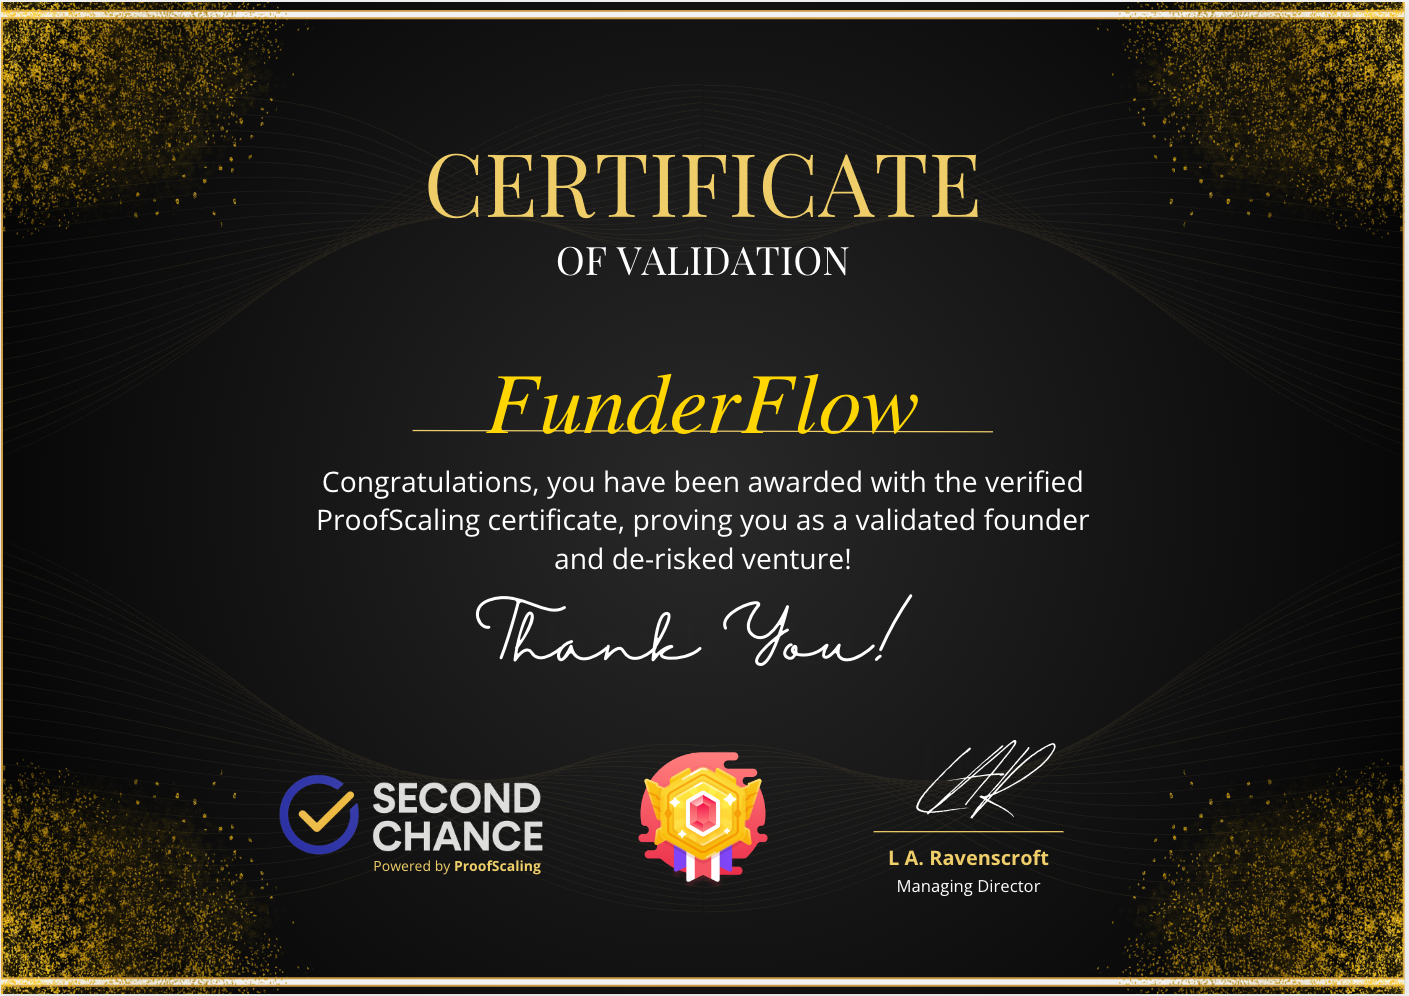 CERTIFICATE
OF VALIDATION
FunderFlow
Congratulations, you have been awarded with the verified
ProofScaling certificate, proving you as a validated founder
and de-risked venture!
Thank You!
SECOND
CHANCE
Powered by ProofScaling
LAR
L A. Ravenscroft
Managing Director